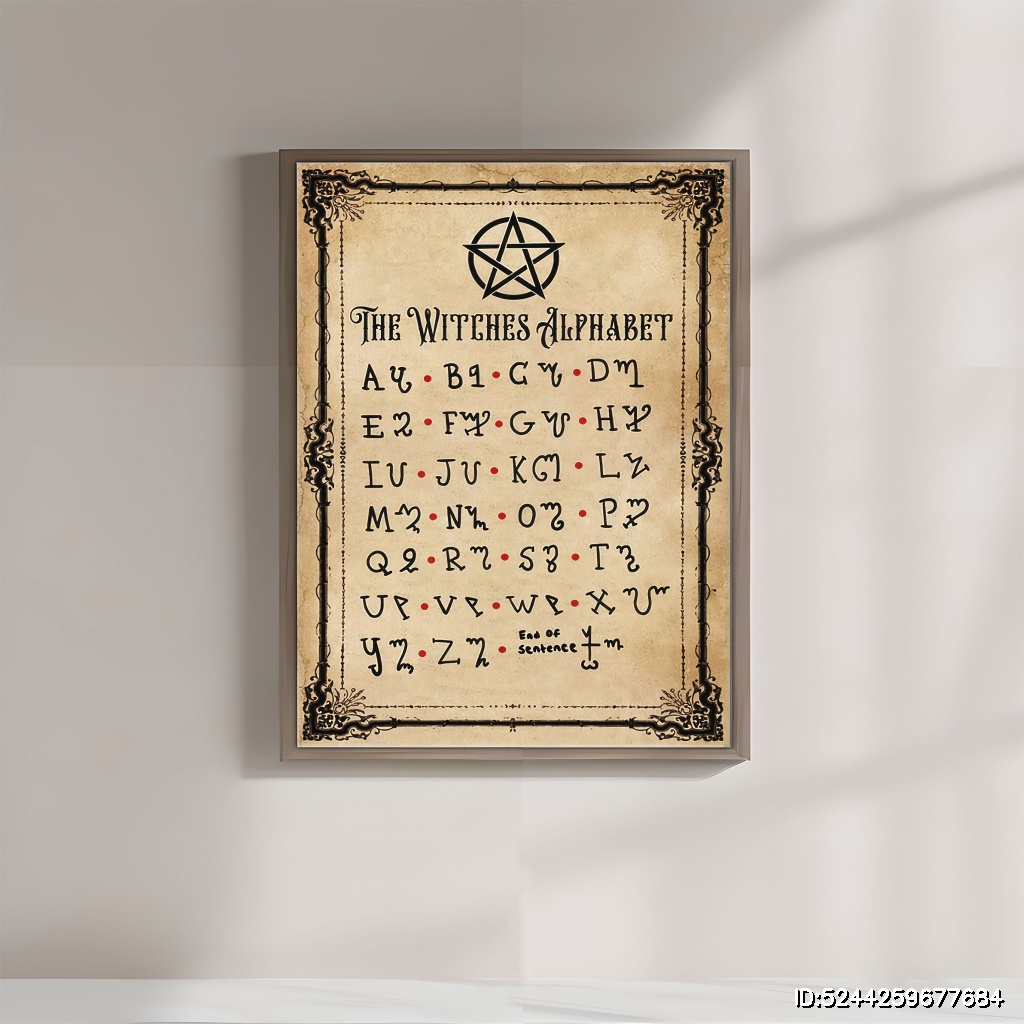 The Witches Alphabet
A • B • C • D
E • F • G • H
I • J • K • L
M • N • O • P
Q • R • S • T
U • V • W • X
Y • Z • End Of Sentence
ID:5244259677684